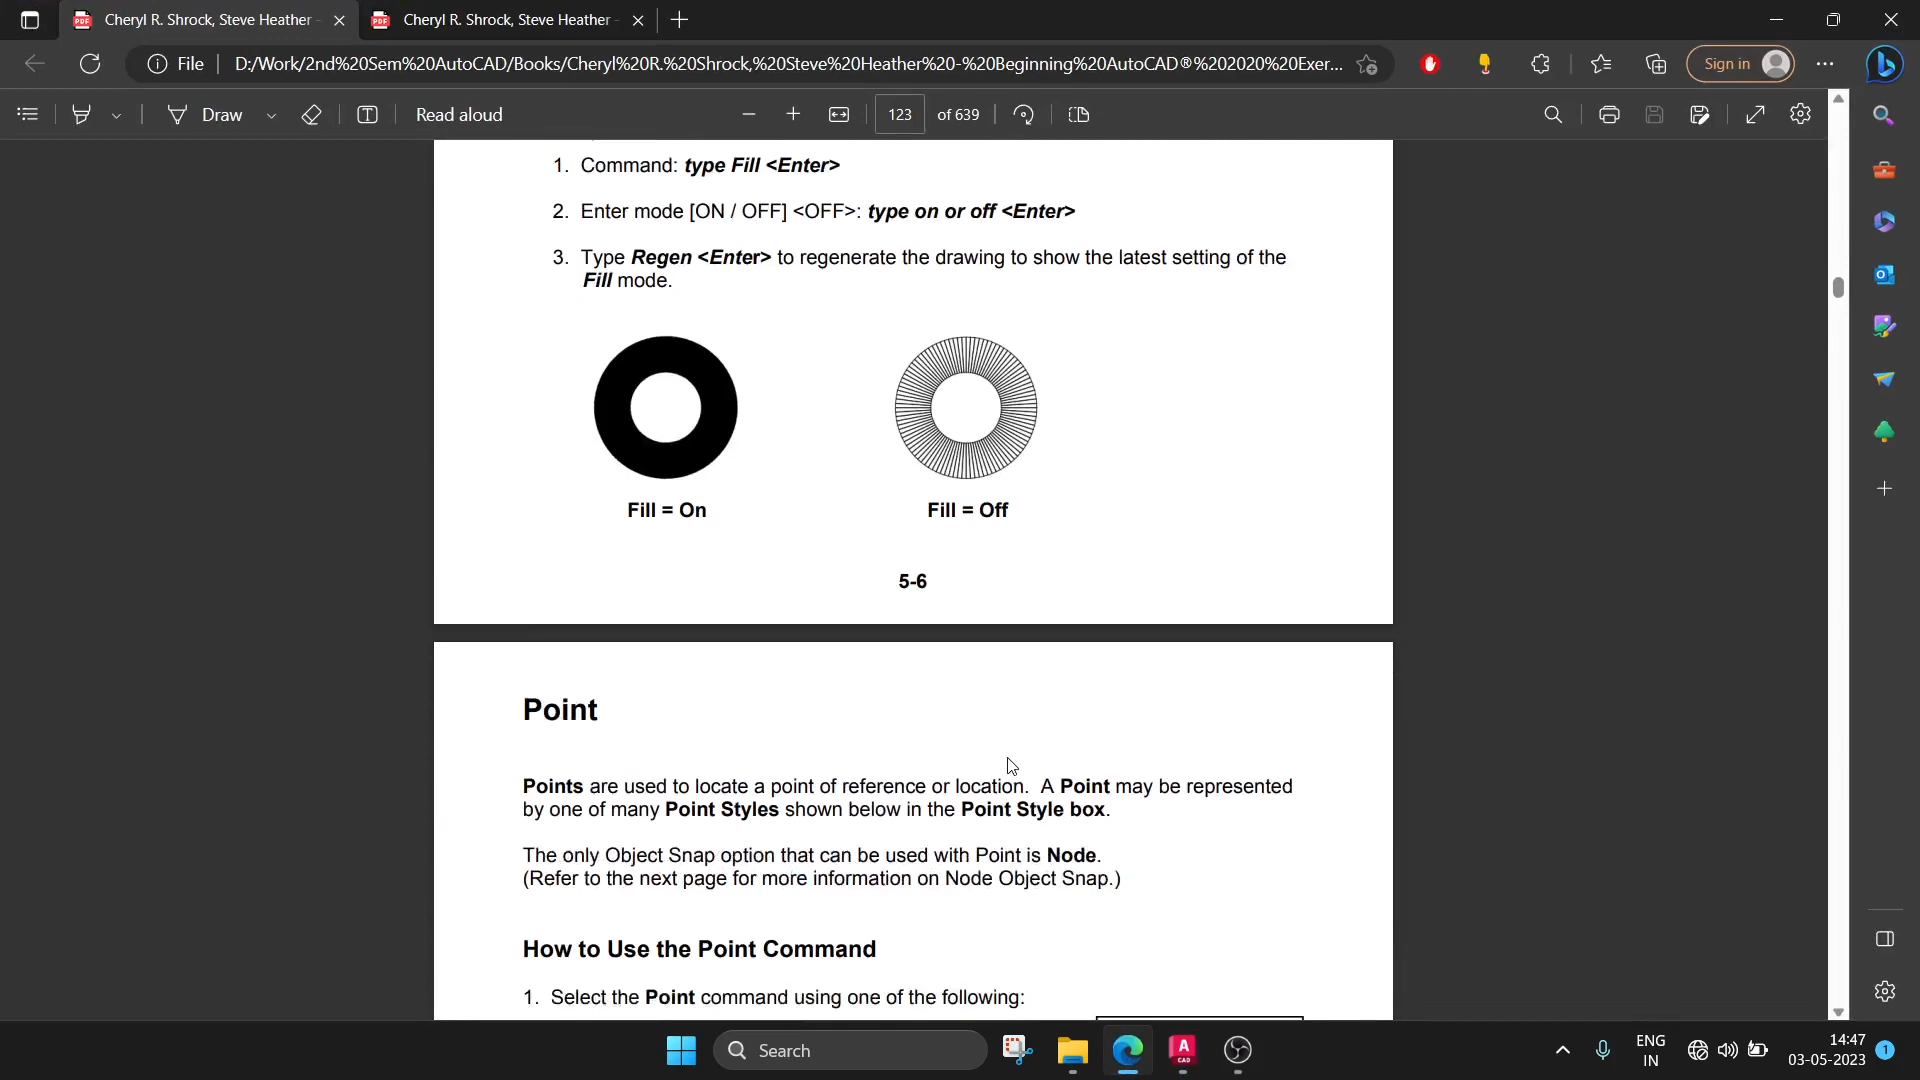 Cheryl R. Shrock, Steve Heather -
Cheryl R. Shrock, Steve Heather -
File
D:/Work/2nd%20Sem%20AutoCAD/Books/Cheryl%20R.%20Shrock,%20Steve%20Heather%20-%20Beginning%20AutoCAD®%202020%20Exer...
Sign in
Draw
Read aloud
123 of 639
1. Command: type Fill <Enter>
2. Enter mode [ON / OFF] <OFF>: type on or off <Enter>
3. Type Regen <Enter> to regenerate the drawing to show the latest setting of the
Fill mode.
Fill = On
Fill = Off
5-6
Point
Points are used to locate a point of reference or location. A Point may be represented
by one of many Point Styles shown below in the Point Style box.
The only Object Snap option that can be used with Point is Node.
(Refer to the next page for more information on Node Object Snap.)
How to Use the Point Command
1. Select the Point command using one of the following:
Search
A
CAD
ENG
IN
14:47
03-05-2023
1